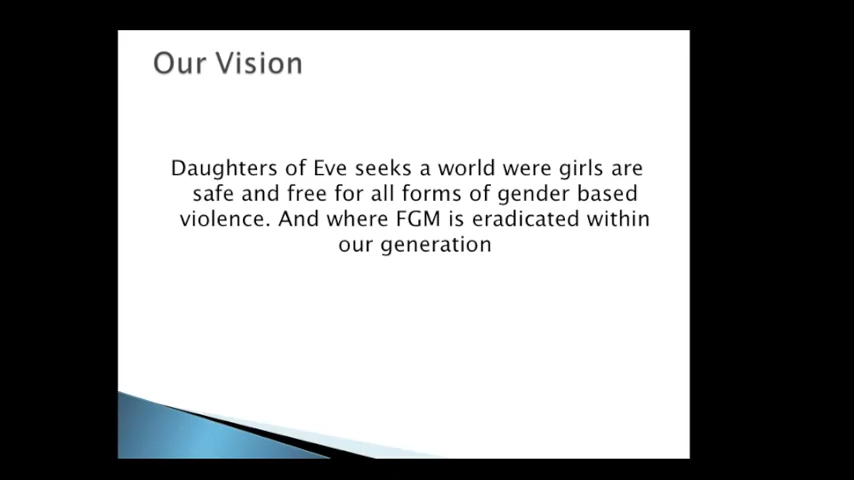 Our Vision
Daughters of Eve seeks a world were girls are
safe and free for all forms of gender based
violence. And where FGM is eradicated within
our generation